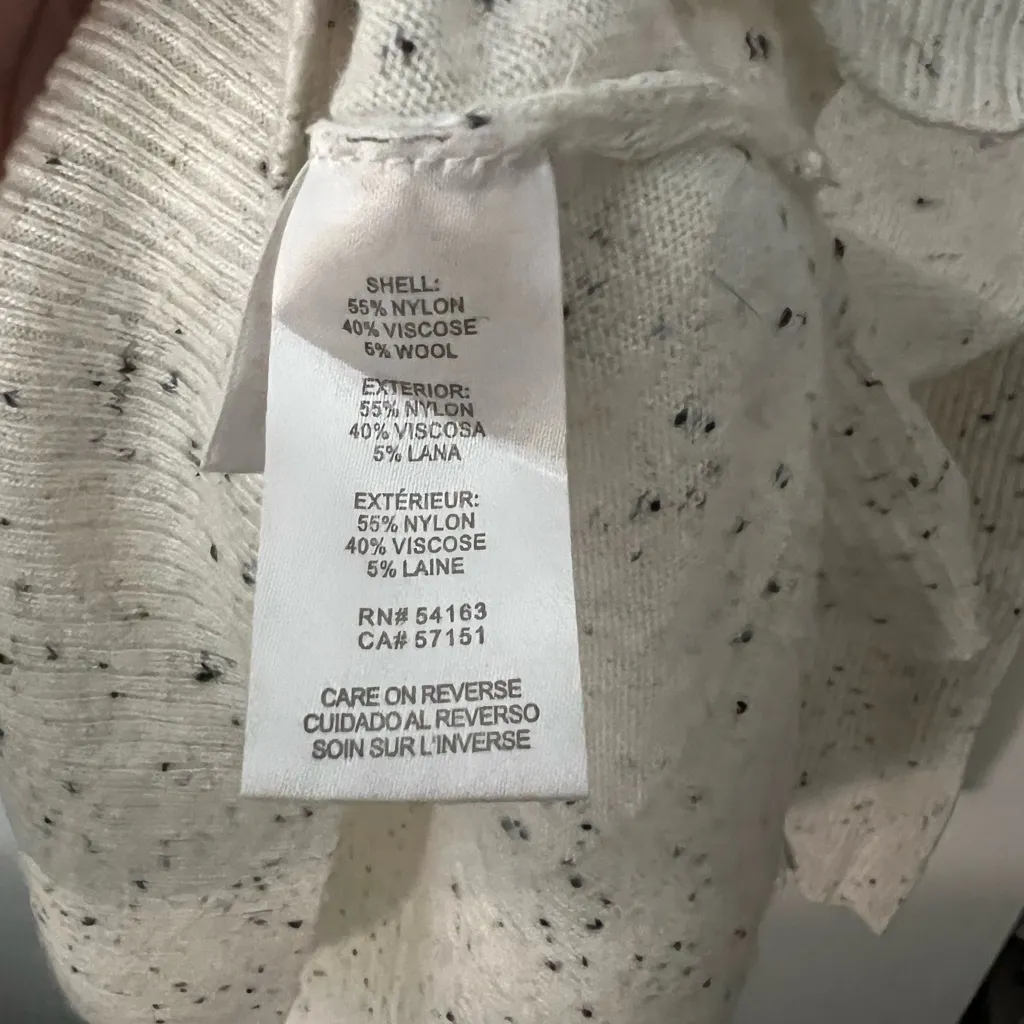 SHELL:
55% NYLON
40% VISCOSE
5% WOOL
EXTERIOR:
55% NYLON
40% VISCOSA
5% LANA
EXTÉRIEUR:
55% NYLON
40% VISCOSE
5% LAINE
RN# 54163
CA# 57151
CARE ON REVERSE
CUIDADO AL REVERSO
SOIN SUR L'INVERSE